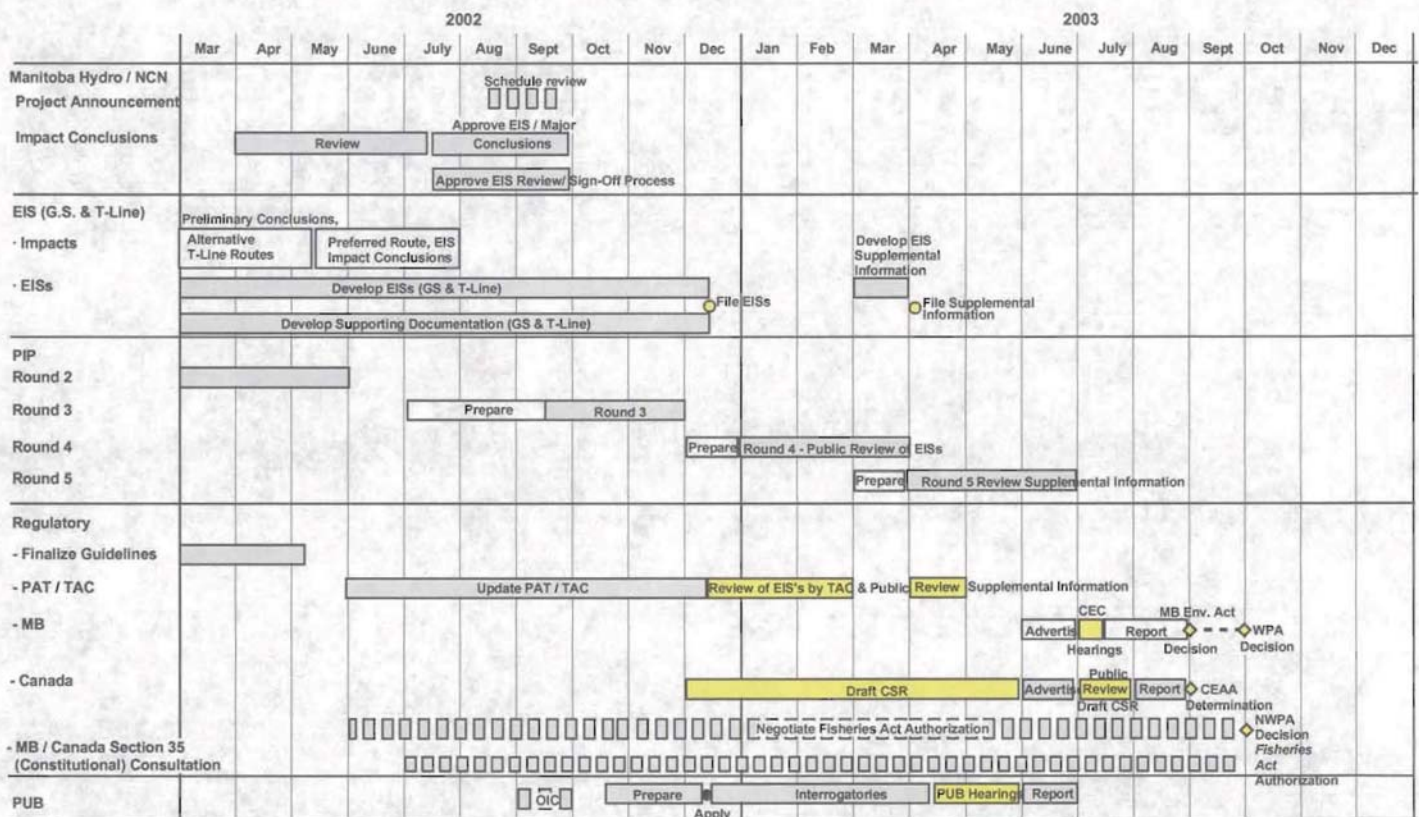 2002 2003
Mar Apr May June July Aug Sept Oct Nov Dec Jan Feb Mar Apr May June July Aug Sept Oct Nov Dec
Manitoba Hydro / NCN
Schedule review
Project Announcement
Approve EIS / Major
Impact Conclusions
Review
Conclusions
Approve EIS Review/ Sign-Off Process
EIS (G.S. & T-Line)
Preliminary Conclusions,
· Impacts
Alternative
T-Line Routes
Preferred Route, EIS
Impact Conclusions
Develop EIS
Supplemental
Information
· EISs
Develop EISs (GS & T-Line)
File EISs
File Supplemental
Information
Develop Supporting Documentation (GS & T-Line)
PIP
Round 2
Round 3
Prepare Round 3
Round 4
Prepare Round 4 - Public Review of EISs
Round 5
Prepare Round 5 Review Supplemental Information
Regulatory
- Finalize Guidelines
- PAT / TAC
Update PAT / TAC Review of EIS's by TAC & Public Review Supplemental Information
- MB
CEC
MB Env. Act
Advertis Report
WPA
Hearings
Decision
Decision
- Canada
Public
Draft CSR
Advertis Review Report
CEAA
Draft CSR
Determination
Negotiate Fisheries Act Authorization
NWPA
Decision
- MB / Canada Section 35
(Constitutional) Consultation
Fisheries
Act
Authorization
PUB
OIC
Prepare
Apply
Interrogatories
PUB Hearings
Report